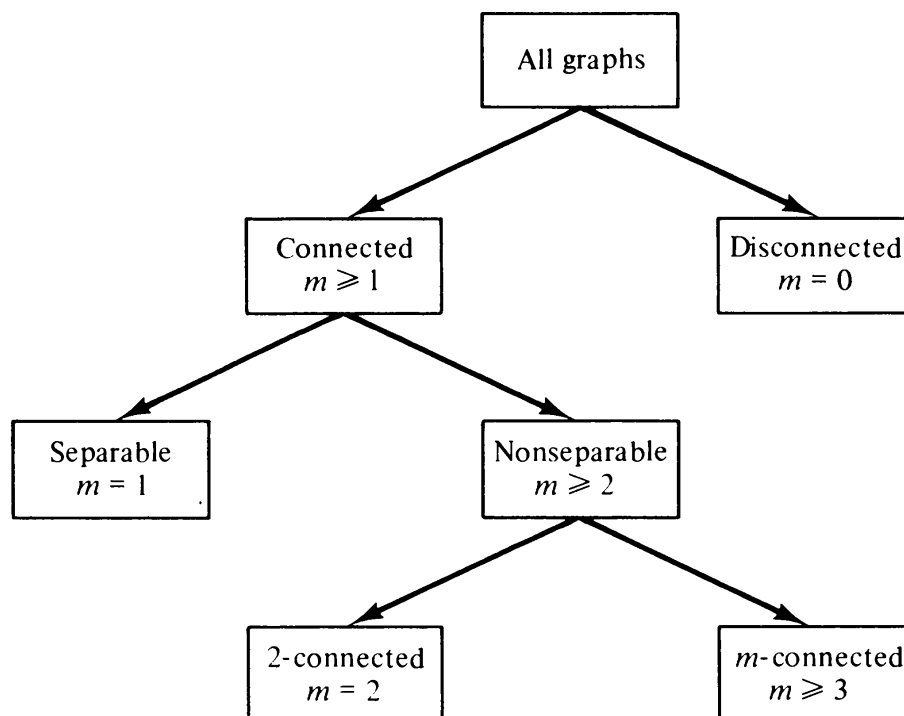 All graphs
Connected
m ⩾ 1
Disconnected
m = 0
Separable
m = 1
Nonseparable
m ⩾ 2
2-connected
m = 2
m-connected
m ⩾ 3